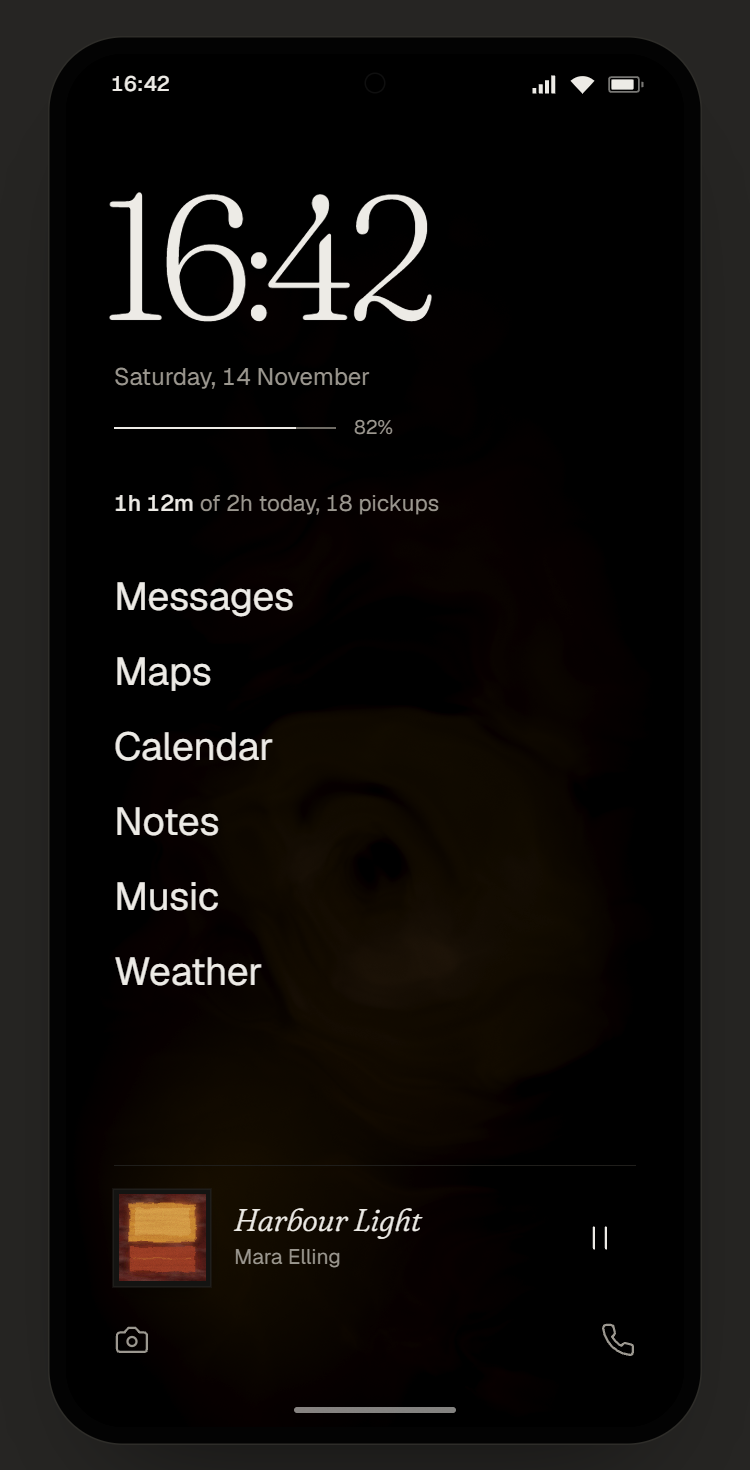 16:42
16:42
Saturday, 14 November
82%
1h 12m of 2h today, 18 pickups
Messages
Maps
Calendar
Notes
Music
Weather
Harbour Light
Mara Elling